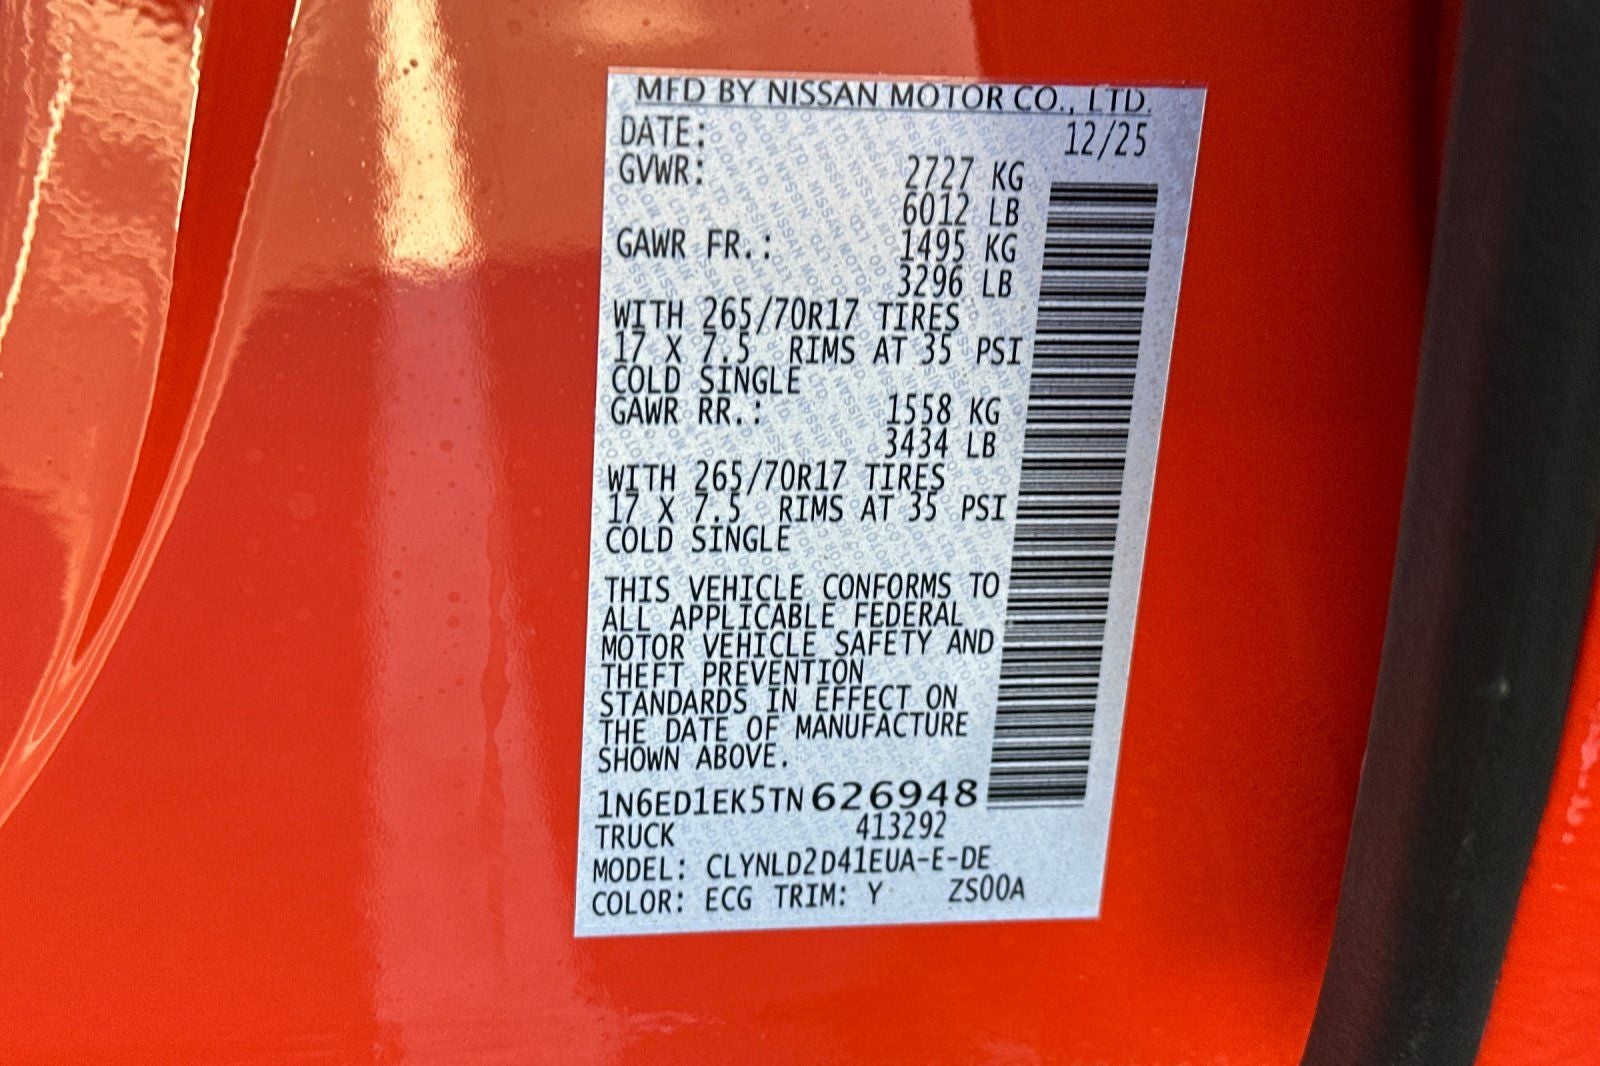 MFD BY NISSAN MOTOR CO., LTD.
DATE: 12/25
GVWR: 2727 KG
6012 LB
GAWR FR.: 1495 KG
3296 LB
WITH 265/70R17 TIRES
17 X 7.5 RIMS AT 35 PSI
COLD SINGLE
GAWR RR.: 1558 KG
3434 LB
WITH 265/70R17 TIRES
17 X 7.5 RIMS AT 35 PSI
COLD SINGLE
THIS VEHICLE CONFORMS TO
ALL APPLICABLE FEDERAL
MOTOR VEHICLE SAFETY AND
THEFT PREVENTION
STANDARDS IN EFFECT ON
THE DATE OF MANUFACTURE
SHOWN ABOVE.
1N6ED1EK5TN626948
TRUCK 413292
MODEL: CLYNLD2D41EUA-E-DE
COLOR: ECG TRIM: Y ZS00A